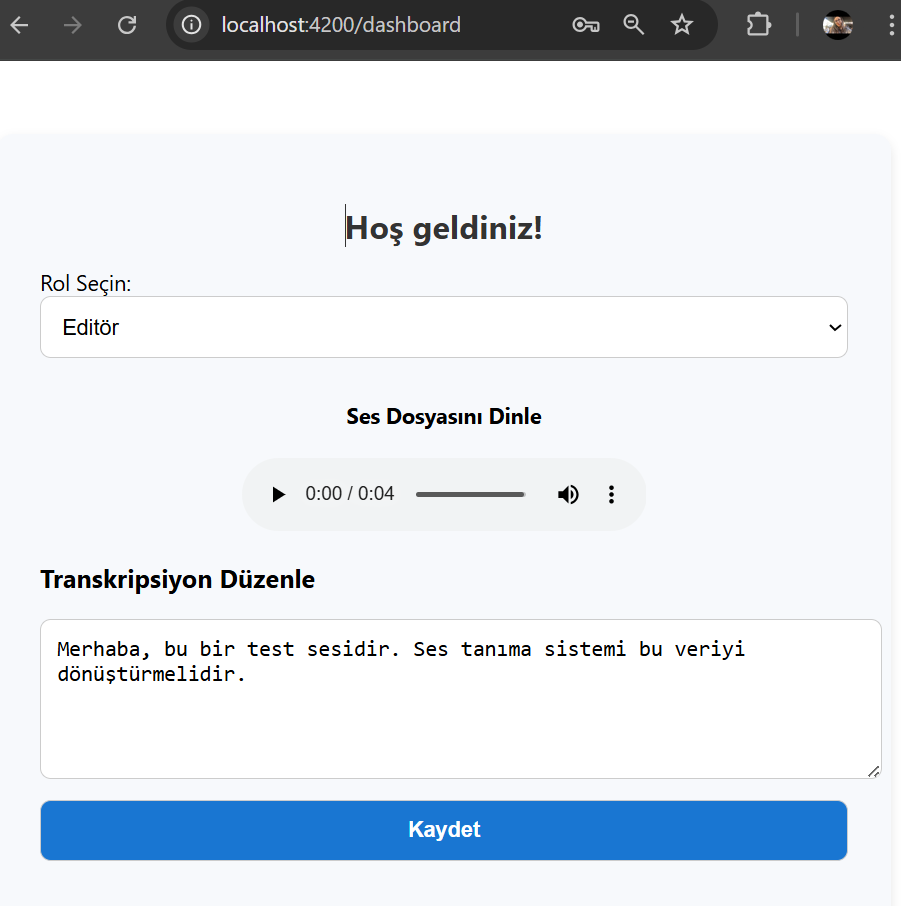 localhost:4200/dashboard
Hoş geldiniz!
Rol Seçin:
Editör
Ses Dosyasını Dinle
0:00 / 0:04
Transkripsiyon Düzenle
Merhaba, bu bir test sesidir. Ses tanıma sistemi bu veriyi
dönüştürmelidir.
Kaydet